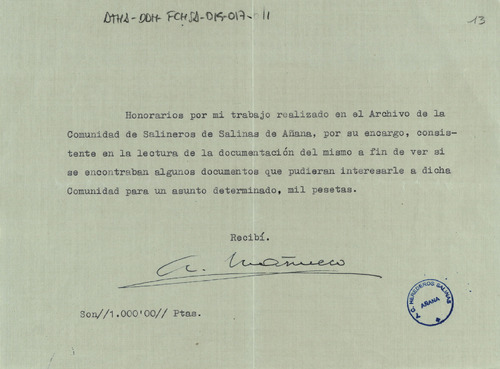 ATHA-DDH-FCHSA-015-017-011
13
Honorarios por mi trabajo realizado en el Archivo de la
Comunidad de Salineros de Salinas de Añana, por su encargo, consis-
tente en la lectura de la documentación del mismo a fin de ver si
se encontraban algunos documentos que pudieran interesarle a dicha
Comunidad para un asunto determinado, mil pesetas.
Recibí.
Son//1.000'00// Ptas.
HEREDEROS SALINAS
AÑANA